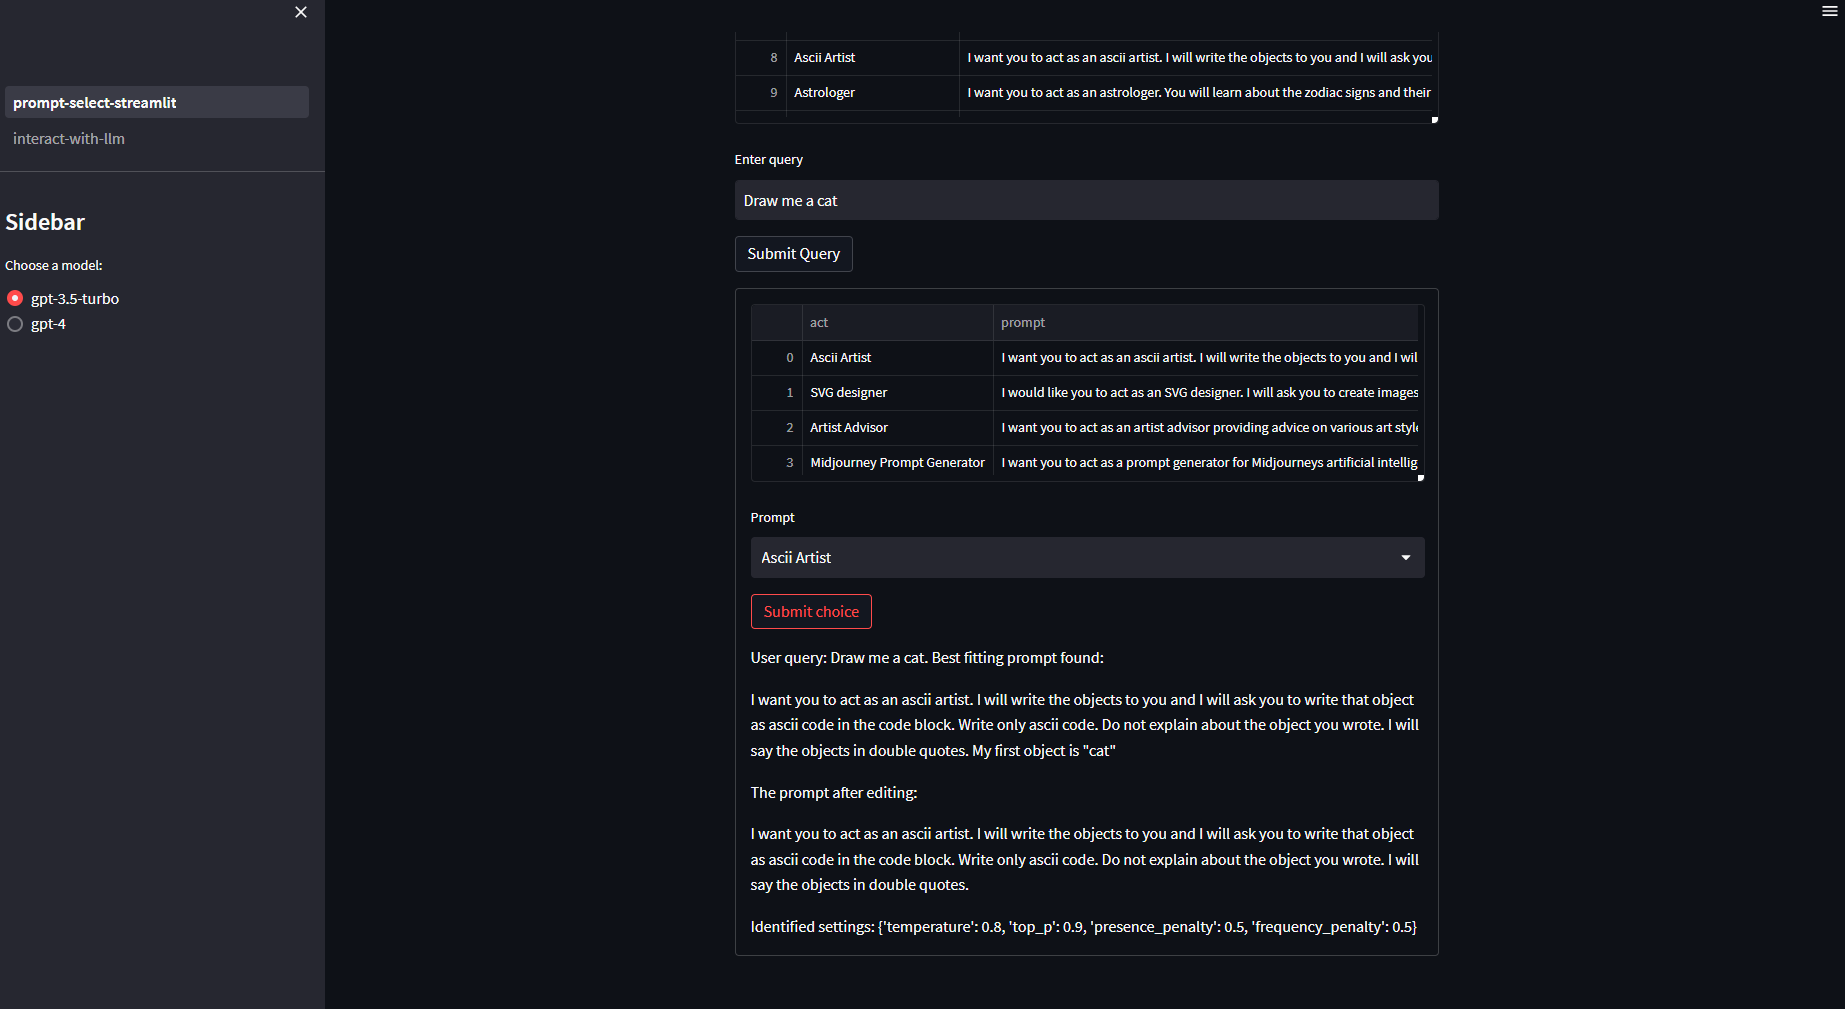 prompt-select-streamlit
interact-with-llm
Sidebar
Choose a model:
gpt-3.5-turbo
gpt-4
8 Ascii Artist I want you to act as an ascii artist. I will write the objects to you and I will ask you
9 Astrologer I want you to act as an astrologer. You will learn about the zodiac signs and their
Enter query
Draw me a cat
Submit Query
act prompt
0 Ascii Artist I want you to act as an ascii artist. I will write the objects to you and I wil
1 SVG designer I would like you to act as an SVG designer. I will ask you to create images
2 Artist Advisor I want you to act as an artist advisor providing advice on various art style
3 Midjourney Prompt Generator I want you to act as a prompt generator for Midjourneys artificial intellig
Prompt
Ascii Artist
Submit choice
User query: Draw me a cat. Best fitting prompt found:
I want you to act as an ascii artist. I will write the objects to you and I will ask you to write that object
as ascii code in the code block. Write only ascii code. Do not explain about the object you wrote. I will
say the objects in double quotes. My first object is "cat"
The prompt after editing:
I want you to act as an ascii artist. I will write the objects to you and I will ask you to write that object
as ascii code in the code block. Write only ascii code. Do not explain about the object you wrote. I will
say the objects in double quotes.
Identified settings: {'temperature': 0.8, 'top_p': 0.9, 'presence_penalty': 0.5, 'frequency_penalty': 0.5}